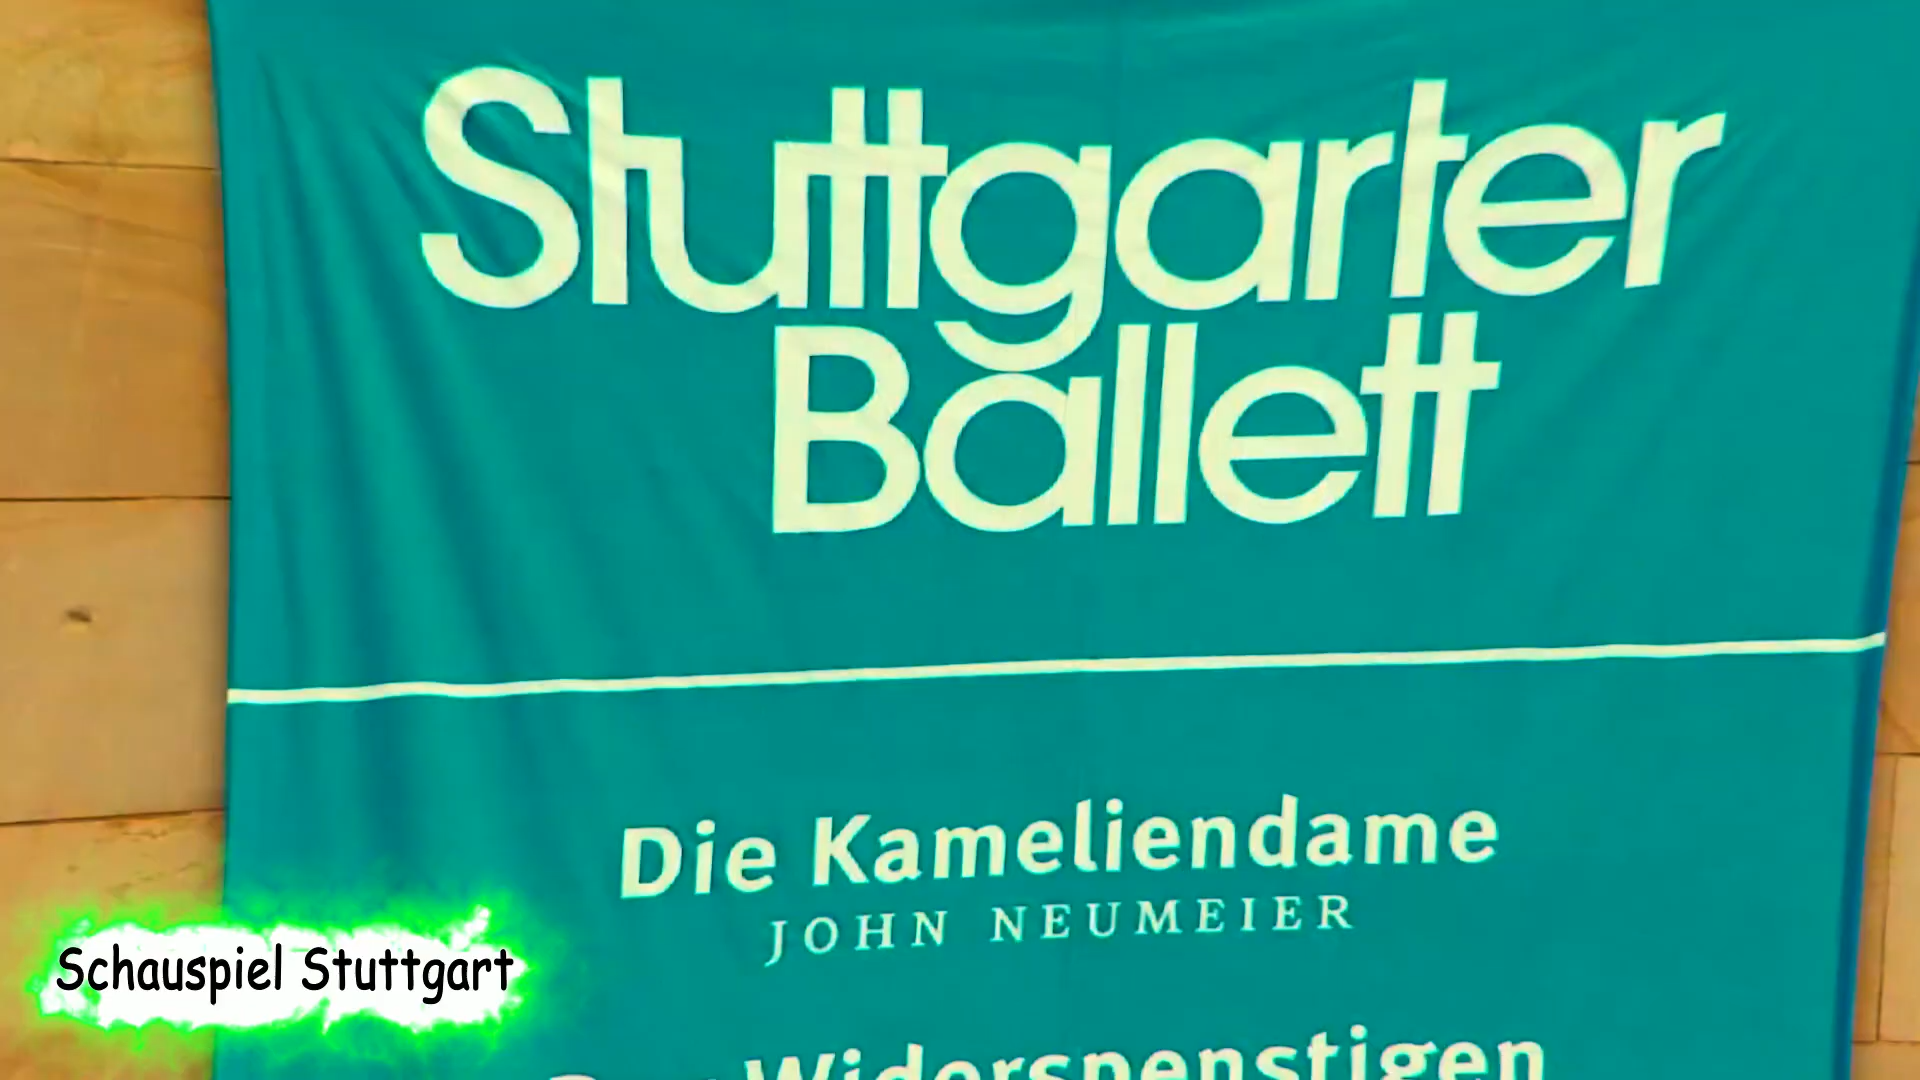 Stuttgarter
Ballett
Die Kameliendame
JOHN NEUMEIER
Widerspenstigen
Schauspiel Stuttgart